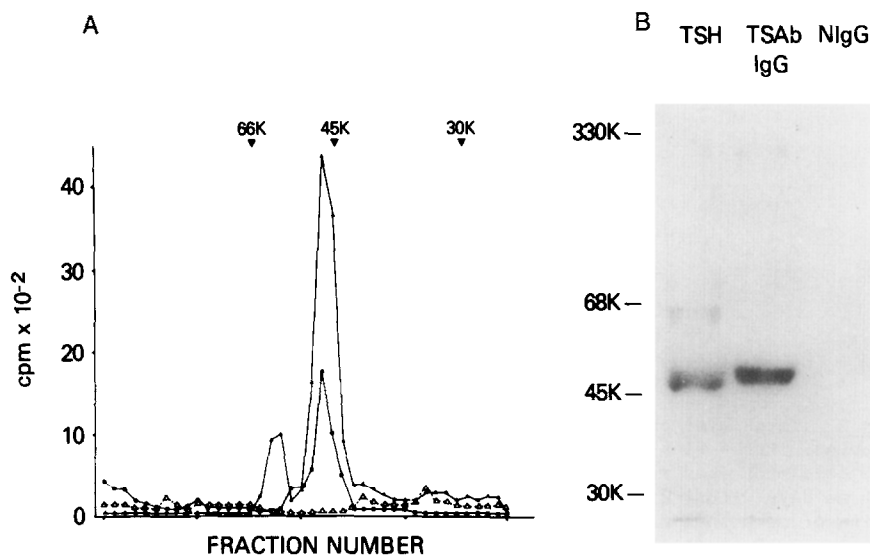 A
66K 45K 30K
40
30
20
10
0
cpm x 10-2
FRACTION NUMBER
B
TSH TSAb NIgG
IgG
330K
68K
45K
30K